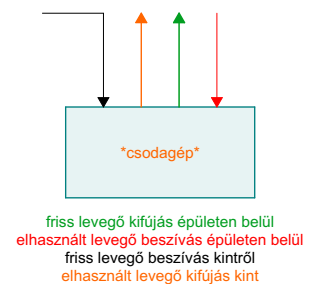 *csodagép*
friss levegő kifújás épületen belül
elhasznált levegő beszívás épületen belül
friss levegő beszívás kintről
elhasznált levegő kifújás kint